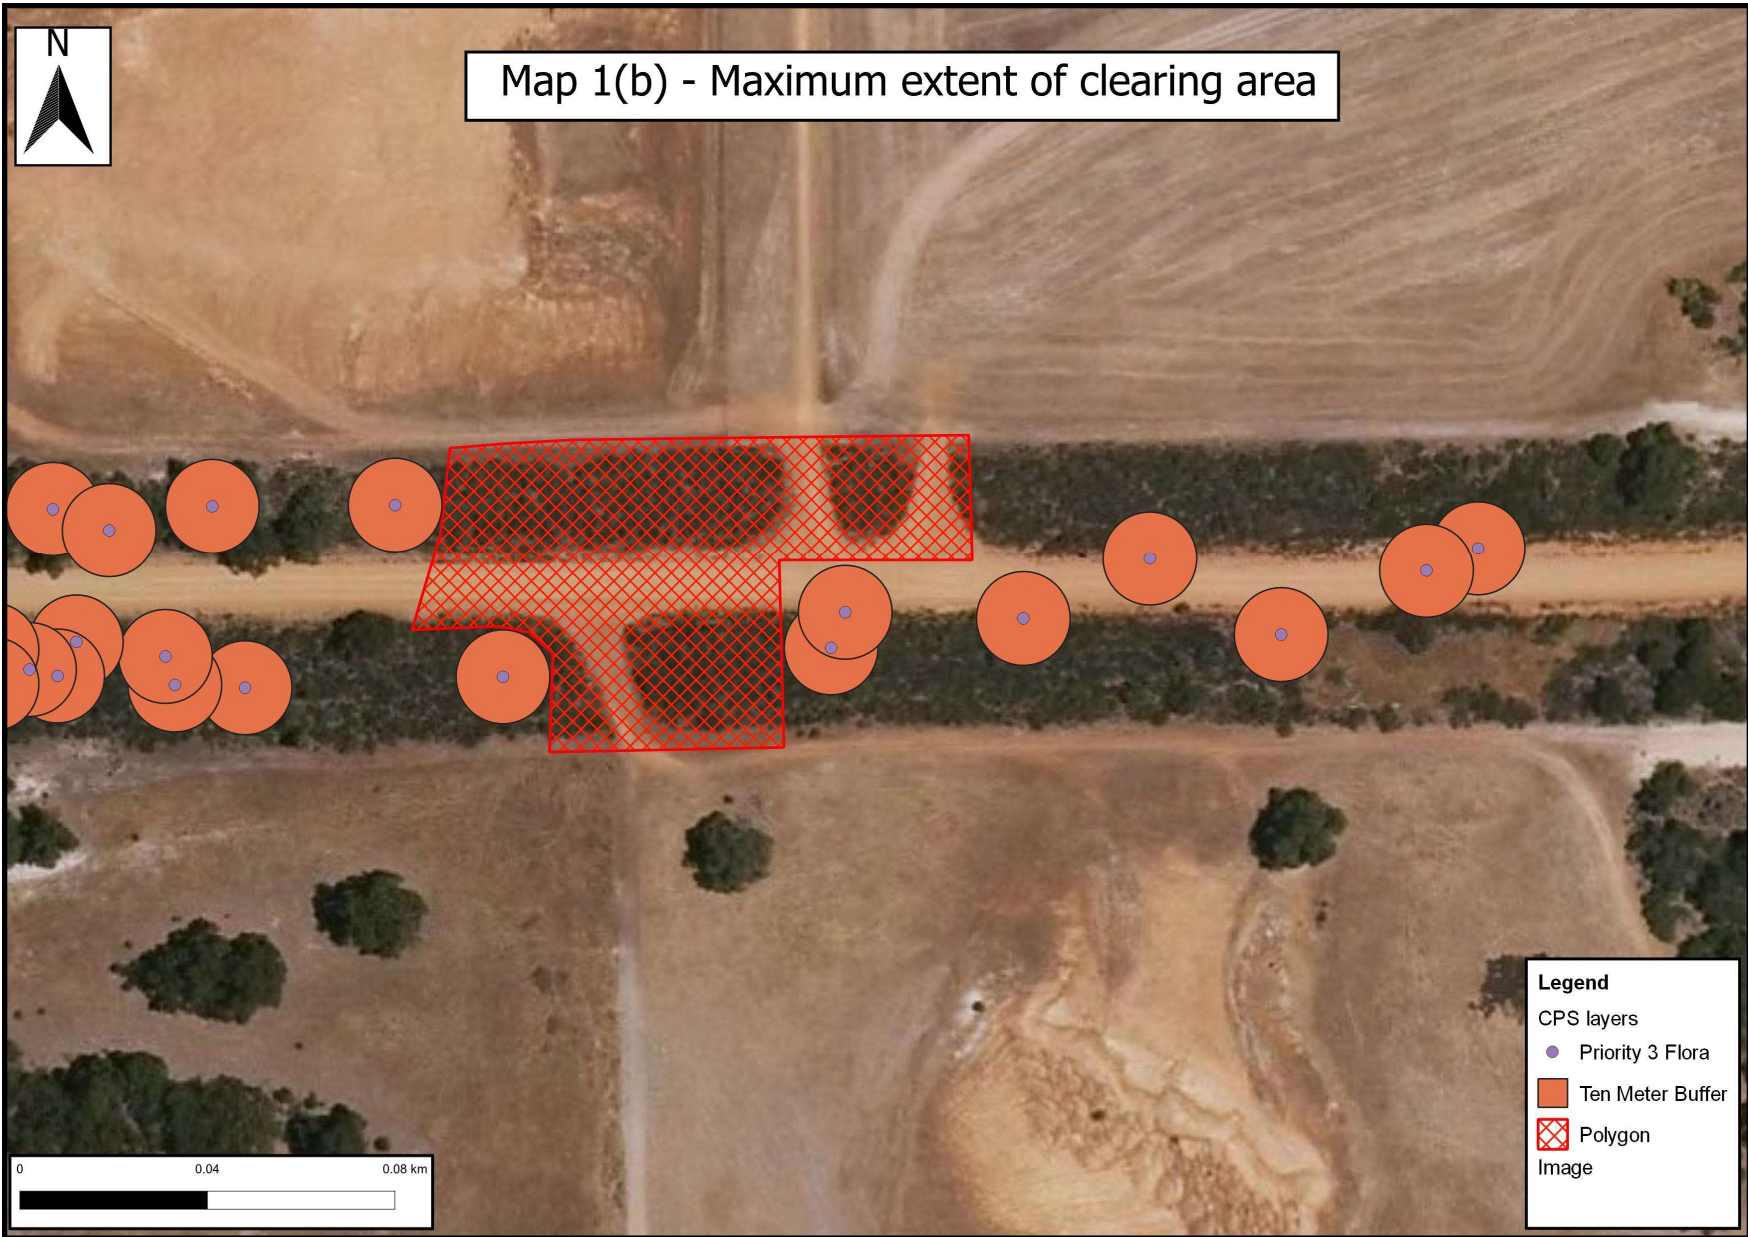 N
Map 1(b) - Maximum extent of clearing area
Legend
CPS layers
Priority 3 Flora
Ten Meter Buffer
Polygon
Image
0 0.04 0.08 km